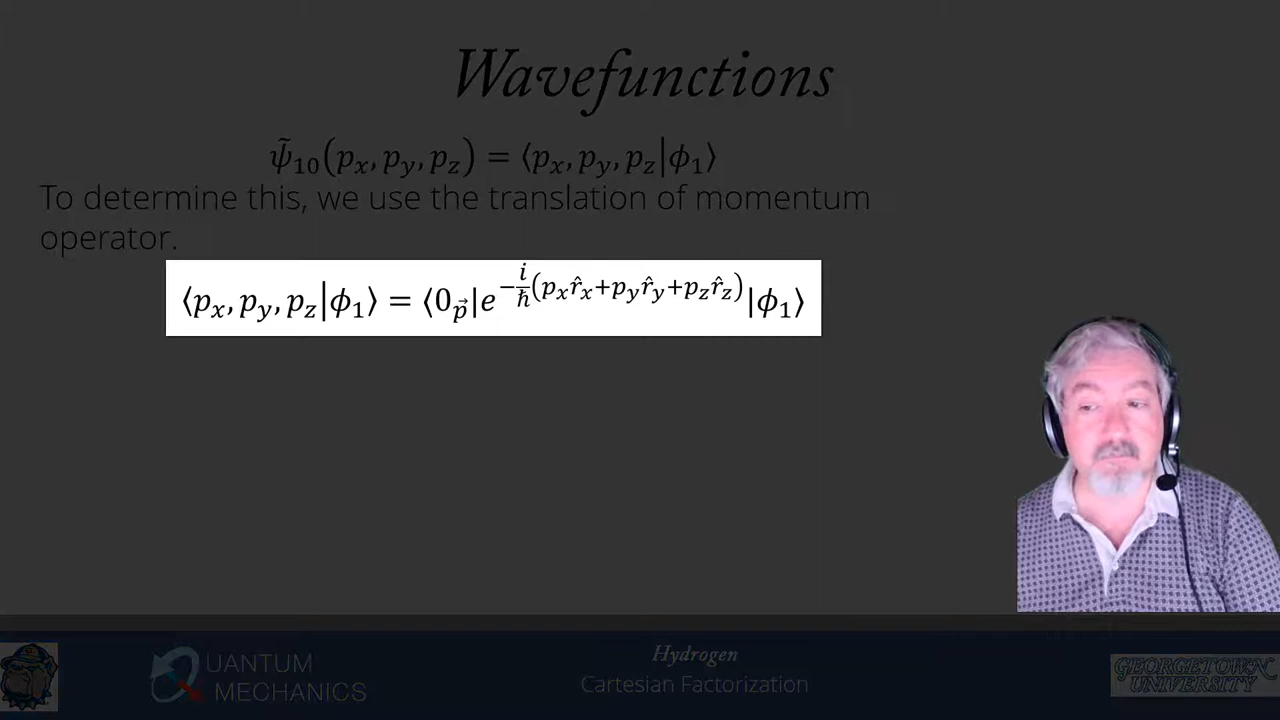 Wavefunctions
ψ̃₁₀(pₓ, p_y, p_z) = ⟨pₓ, p_y, p_z|ϕ₁⟩
To determine this, we use the translation of momentum
operator.
⟨pₓ, p_y, p_z|ϕ₁⟩ = ⟨0_p⃗|e^{−(i/ħ)(pₓr̂ₓ+p_y r̂_y+p_z r̂_z)}|ϕ₁⟩
Hydrogen
QUANTUM
MECHANICS
Cartesian Factorization
GEORGETOWN
UNIVERSITY